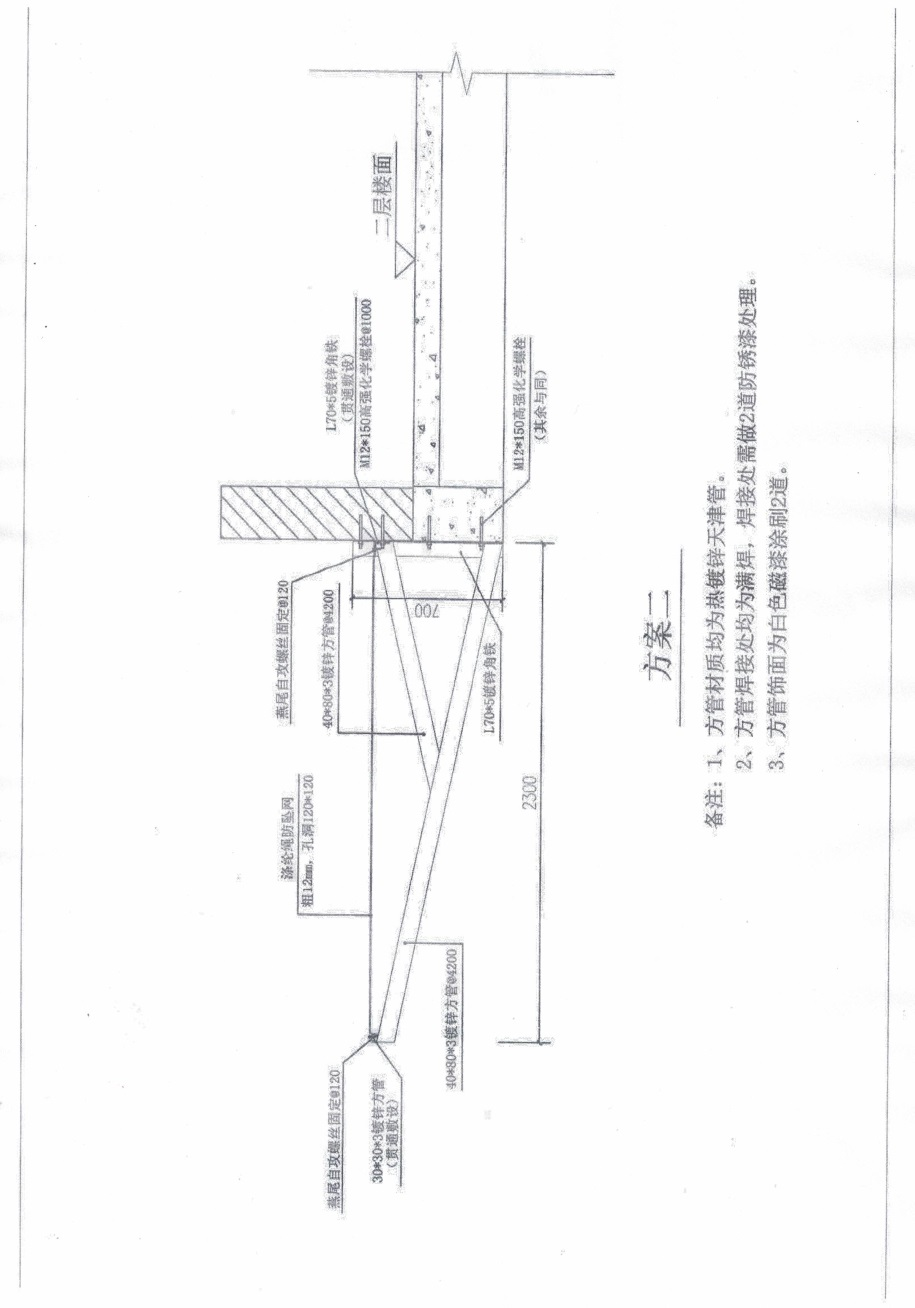 二层楼面
L70*5镀锌角铁
（贯通敷设）
M12*150高强化学螺栓@1000
燕尾自攻螺丝固定@120
40*80*3镀锌方管@4200
涤纶绳防坠网
粗12mm，孔洞120*120
燕尾自攻螺丝固定@120
30*30*3镀锌方管
（贯通敷设）
40*80*3镀锌方管@4200
700
L70*5镀锌角铁
M12*150高强化学螺栓
（其余与同）
2300
方案二
备注：1、方管材质均为热镀锌天津管。
2、方管焊接处均为满焊，焊接处需做2道防锈漆处理。
3、方管饰面为白色磁漆涂刷2道。